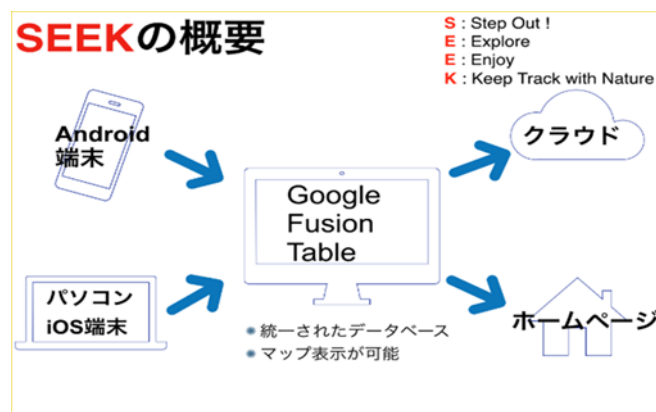 SEEKの概要
S : Step Out !
E : Explore
E : Enjoy
K : Keep Track with Nature
Android
端末
クラウド
Google
Fusion
Table
パソコン
iOS端末
ホームページ
統一されたデータベース
マップ表示が可能